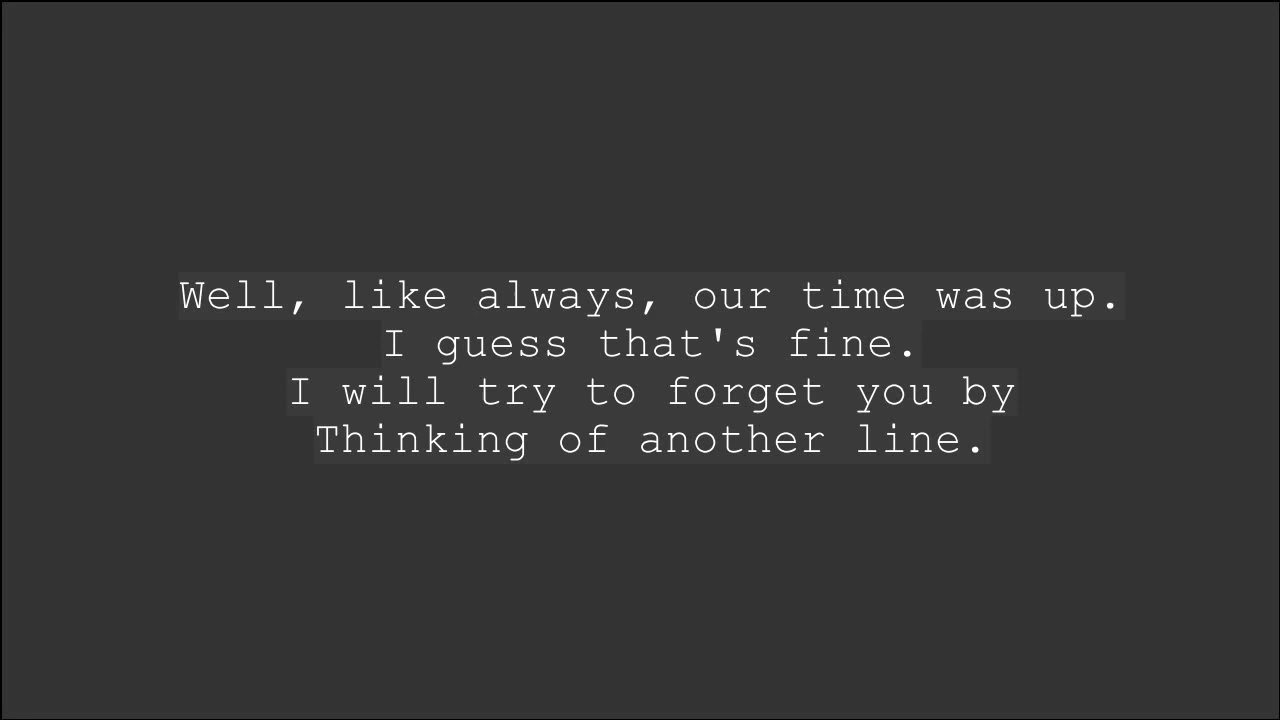 Well, like always, our time was up.
I guess that's fine.
I will try to forget you by
Thinking of another line.